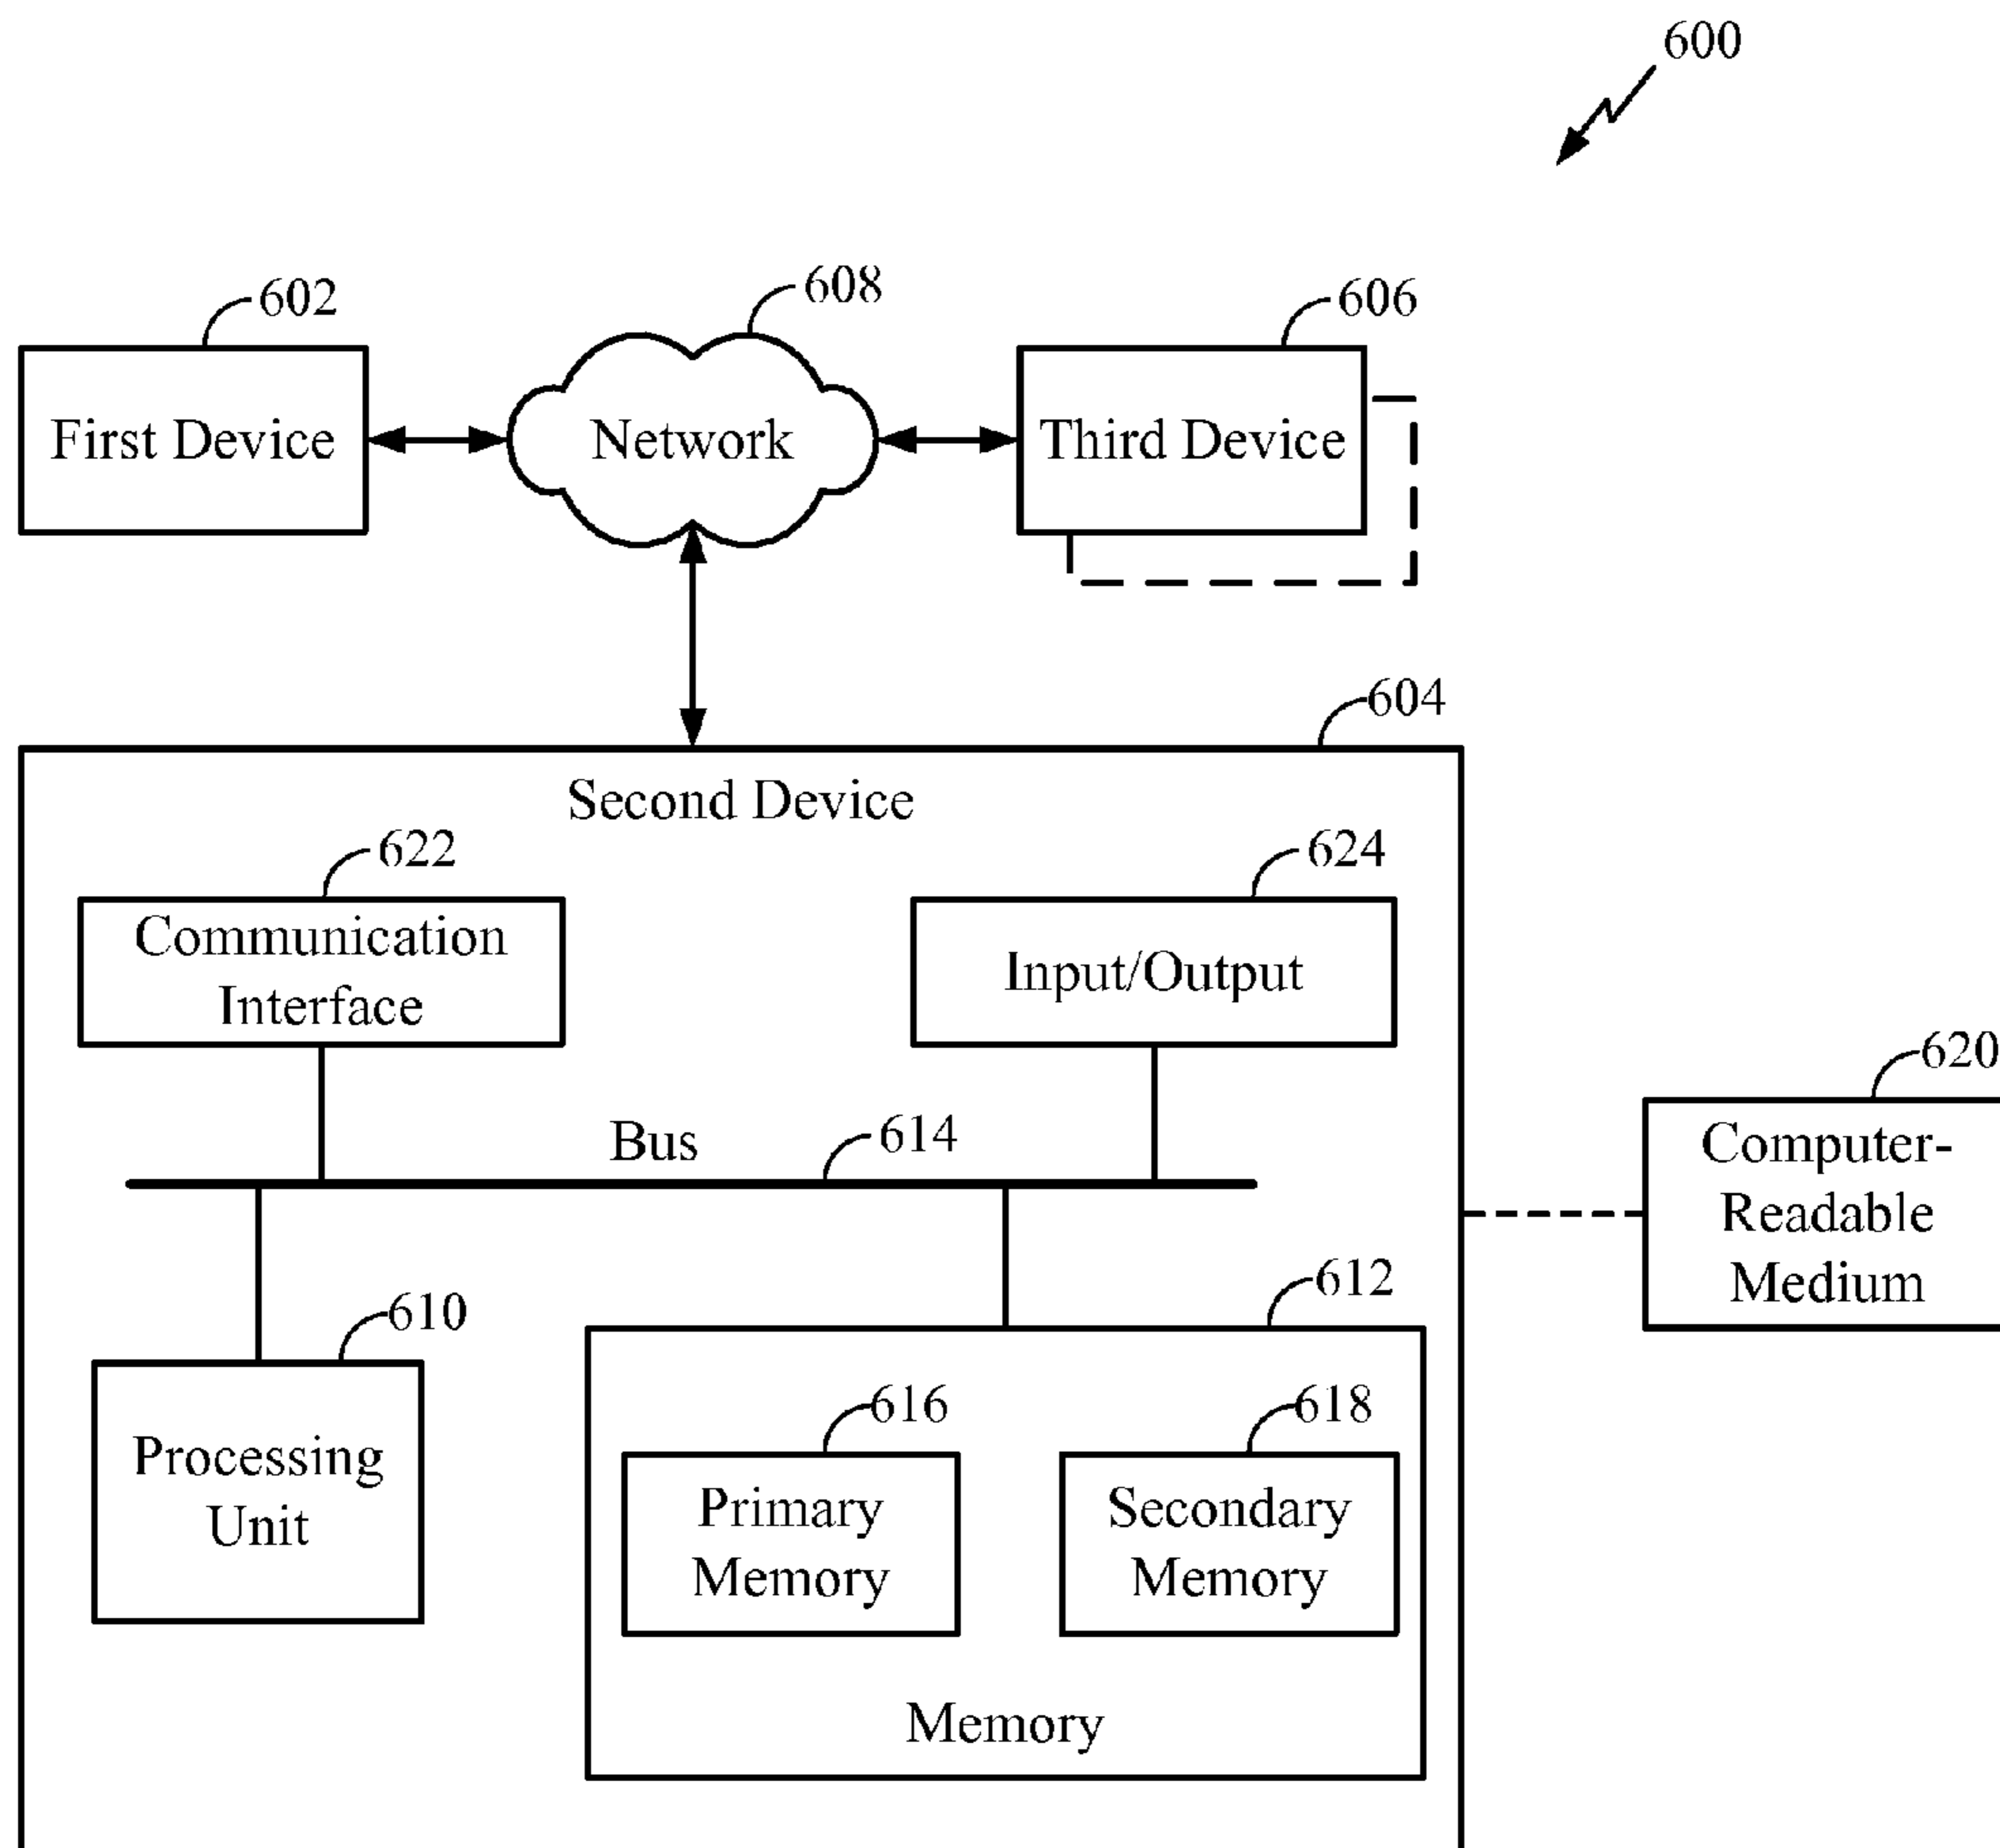 600
602
608
606
First Device
Network
Third Device
604
Second Device
622
624
Communication
Interface
Input/Output
620
Computer-
Readable
Medium
Bus
614
612
610
Processing
Unit
616
618
Primary
Memory
Secondary
Memory
Memory